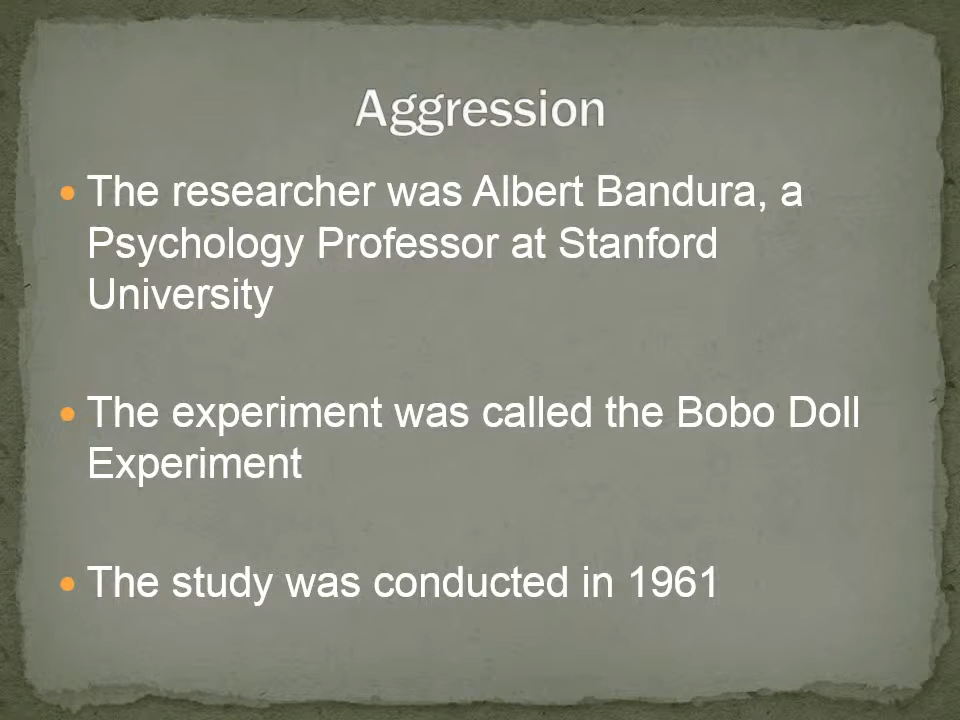 Aggression
The researcher was Albert Bandura, a
Psychology Professor at Stanford
University
The experiment was called the Bobo Doll
Experiment
The study was conducted in 1961